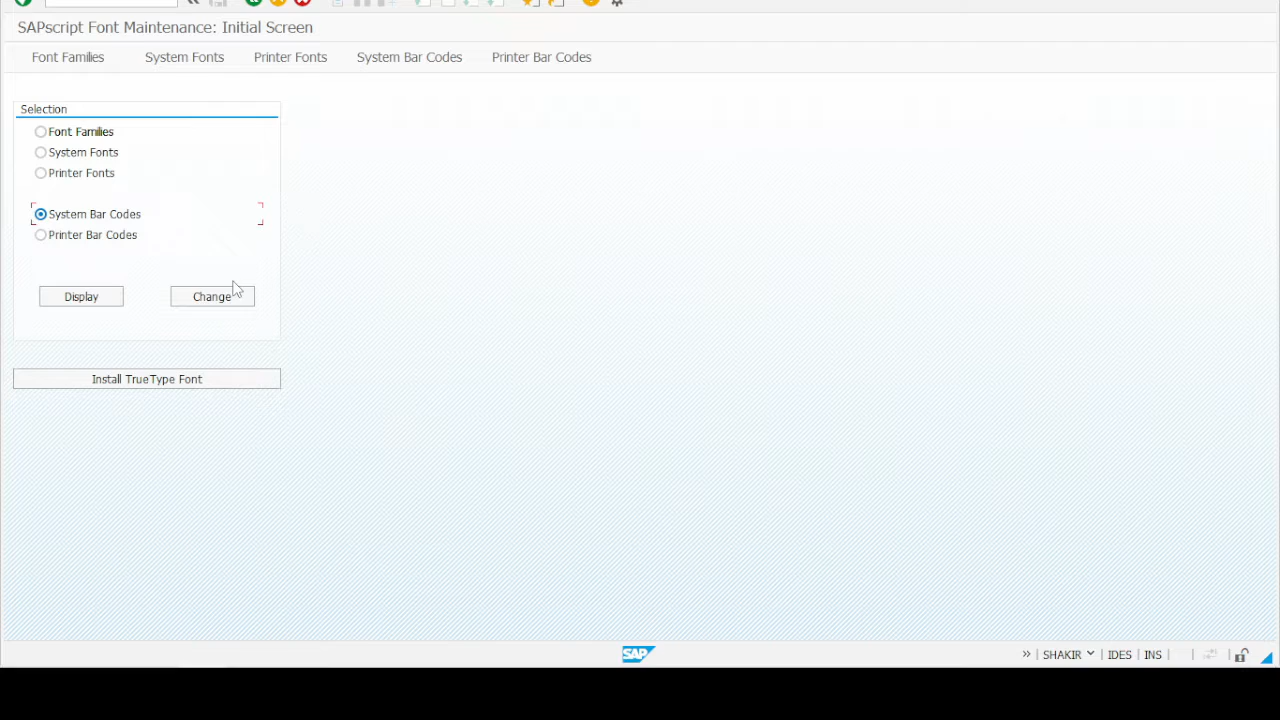 SAPscript Font Maintenance: Initial Screen
Font Families System Fonts Printer Fonts System Bar Codes Printer Bar Codes
Selection
Font Families
System Fonts
Printer Fonts
System Bar Codes
Printer Bar Codes
Display Change
Install TrueType Font
SAP » | SHAKIR | IDES | INS